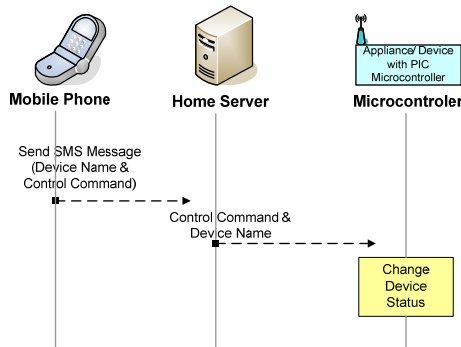 Appliance/ Device
with PIC
Microcontroller
Mobile Phone
Home Server
Microcontroler
Send SMS Message
(Device Name &
Control Command)
Control Command &
Device Name
Change
Device
Status